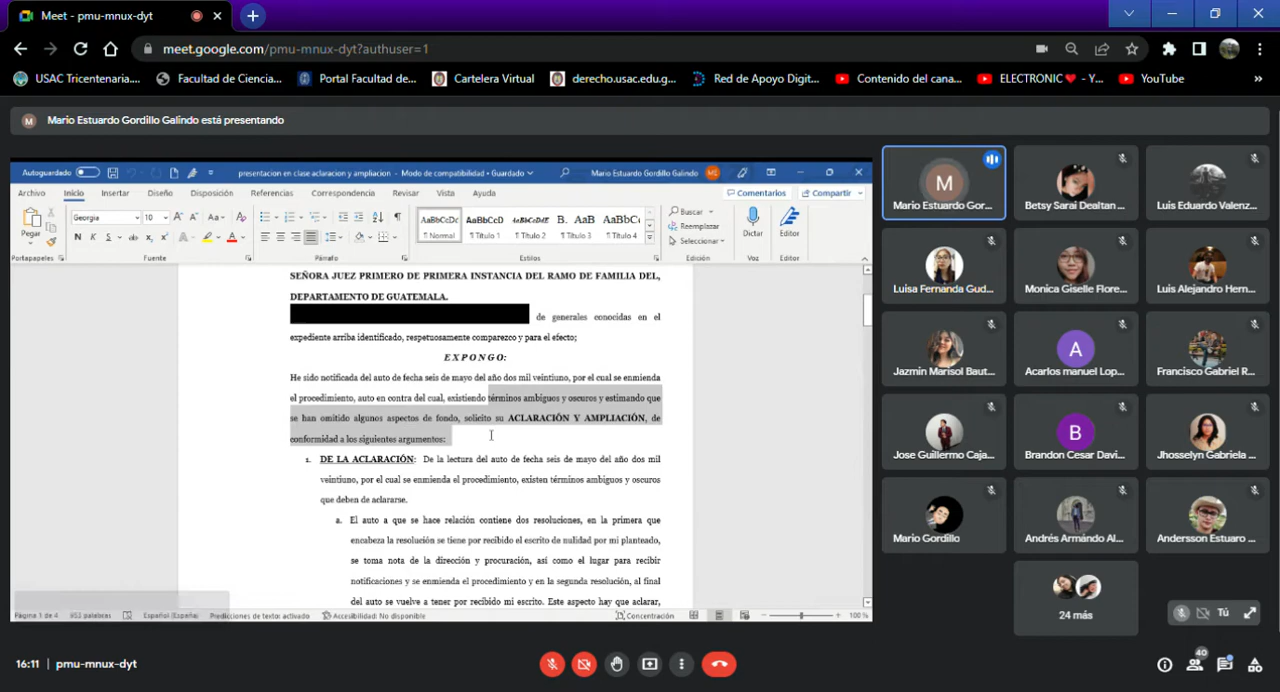 Meet - pmu-mnux-dyt
meet.google.com/pmu-mnux-dyt?authuser=1
USAC Tricentenaria.... Facultad de Ciencia... Portal Facultad de... Cartelera Virtual derecho.usac.edu.g... Red de Apoyo Digit... Contenido del cana... ELECTRONIC❤ - Y... YouTube »
M Mario Estuardo Gordillo Galindo está presentando
Autoguardado presentacion en clase aclaracion y ampliacion - Modo de compatibilidad • Guardado Mario Estuardo Gordillo Galindo MG
Archivo Inicio Insertar Diseño Disposición Referencias Correspondencia Revisar Vista Ayuda Comentarios Compartir
Georgia 10 Aa
Pegar
N K S ab x₂ x² A
AaBbCcDc AaBbCcD AaBbCcDdE B. AaB AaBbC
¶ Normal ¶ Título 1 ¶ Título 2 ¶ Título 3 ¶ Título 4
Buscar
Reemplazar
Seleccionar
Dictar Editor
Portapapeles Fuente Párrafo Estilos Edición Voz Editor
SEÑORA JUEZ PRIMERO DE PRIMERA INSTANCIA DEL RAMO DE FAMILIA DEL,
DEPARTAMENTO DE GUATEMALA.
de generales conocidas en el
expediente arriba identificado, respetuosamente comparezco y para el efecto;
E X P O N G O:
He sido notificada del auto de fecha seis de mayo del año dos mil veintiuno, por el cual se enmienda
el procedimiento, auto en contra del cual, existiendo términos ambiguos y oscuros y estimando que
se han omitido algunos aspectos de fondo, solicito su ACLARACIÓN Y AMPLIACIÓN, de
conformidad a los siguientes argumentos:
1. DE LA ACLARACIÓN: De la lectura del auto de fecha seis de mayo del año dos mil
veintiuno, por el cual se enmienda el procedimiento, existen términos ambiguos y oscuros
que deben de aclararse.
a. El auto a que se hace relación contiene dos resoluciones, en la primera que
encabeza la resolución se tiene por recibido el escrito de nulidad por mi planteado,
se toma nota de la dirección y procuración, así como el lugar para recibir
notificaciones y se enmienda el procedimiento y en la segunda resolución, al final
del auto se vuelve a tener por recibido mi escrito. Este aspecto hay que aclarar,
Página 1 de 4 853 palabras Español (España) Predicciones de texto: activado Accesibilidad: No disponible Concentración 100 %
M
Mario Estuardo Gor...
Betsy Sarai Dealtan ...
Luis Eduardo Valenz...
Luisa Fernanda Gud...
Monica Giselle Flore...
Luis Alejandro Hern...
Jazmin Marisol Baut...
A
Acarlos manuel Lop...
Francisco Gabriel R...
Jose Guillermo Caja...
B
Brandon Cesar Davi...
Jhosselyn Gabriela ...
Mario Gordillo
Andrés Armando Al...
Andersson Estuaro ...
24 más
Tú
16:11 | pmu-mnux-dyt
40